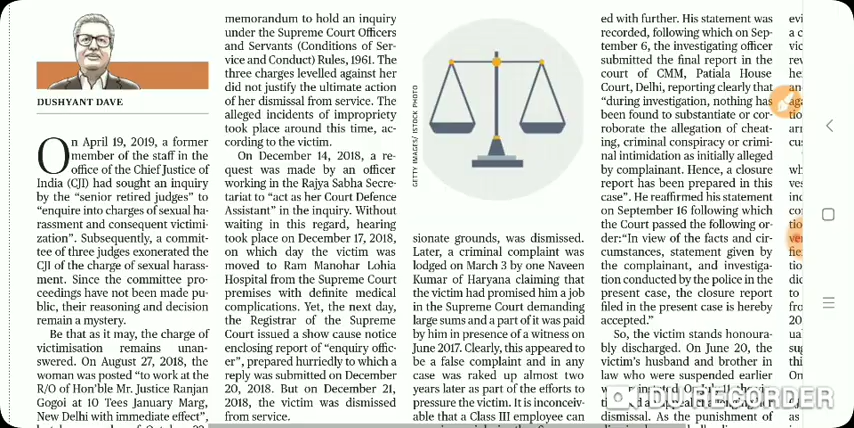 DUSHYANT DAVE
On April 19, 2019, a former
member of the staff in the
office of the Chief Justice of
India (CJI) had sought an inquiry
by the “senior retired judges” to
“enquire into charges of sexual ha-
rassment and consequent victimi-
zation”. Subsequently, a commit-
tee of three judges exonerated the
CJI of the charge of sexual harass-
ment. Since the committee pro-
ceedings have not been made pu-
blic, their reasoning and decision
remain a mystery.
Be that as it may, the charge of
victimisation remains unan-
swered. On August 27, 2018, the
woman was posted “to work at the
R/O of Hon’ble Mr. Justice Ranjan
Gogoi at 10 Tees January Marg,
New Delhi with immediate effect”,
memorandum to hold an inquiry
under the Supreme Court Officers
and Servants (Conditions of Ser-
vice and Conduct) Rules, 1961. The
three charges levelled against her
did not justify the ultimate action
of her dismissal from service. The
alleged incidents of impropriety
took place around this time, ac-
cording to the victim.
On December 14, 2018, a re-
quest was made by an officer
working in the Rajya Sabha Secre-
tariat to “act as her Court Defence
Assistant” in the inquiry. Without
waiting in this regard, hearing
took place on December 17, 2018,
on which day the victim was
moved to Ram Manohar Lohia
Hospital from the Supreme Court
premises with definite medical
complications. Yet, the next day,
the Registrar of the Supreme
Court issued a show cause notice
enclosing report of “enquiry offic-
er”, prepared hurriedly to which a
reply was submitted on December
20, 2018. But on December 21,
2018, the victim was dismissed
from service.
GETTY IMAGES/ ISTOCK PHOTO
sionate grounds, was dismissed.
Later, a criminal complaint was
lodged on March 3 by one Naveen
Kumar of Haryana claiming that
the victim had promised him a job
in the Supreme Court demanding
large sums and a part of it was paid
by him in presence of a witness on
June 2017. Clearly, this appeared to
be a false complaint and in any
case was raked up almost two
years later as part of the efforts to
pressure the victim. It is inconceiv-
able that a Class III employee can
ed with further. His statement was
recorded, following which on Sep-
tember 6, the investigating officer
submitted the final report in the
court of CMM, Patiala House
Court, Delhi, reporting clearly that
“during investigation, nothing has
been found to substantiate or cor-
roborate the allegation of cheat-
ing, criminal conspiracy or crimi-
nal intimidation as initially alleged
by complainant. Hence, a closure
report has been prepared in this
case”. He reaffirmed his statement
on September 16 following which
the Court passed the following or-
der:“In view of the facts and cir-
cumstances, statement given by
the complainant, and investiga-
tion conducted by the police in the
present case, the closure report
filed in the present case is hereby
accepted.”
So, the victim stands honoura-
bly discharged. On June 20, the
victim’s husband and brother in
law who were suspended earlier
dismissal. As the punishment of
DU RECORDER